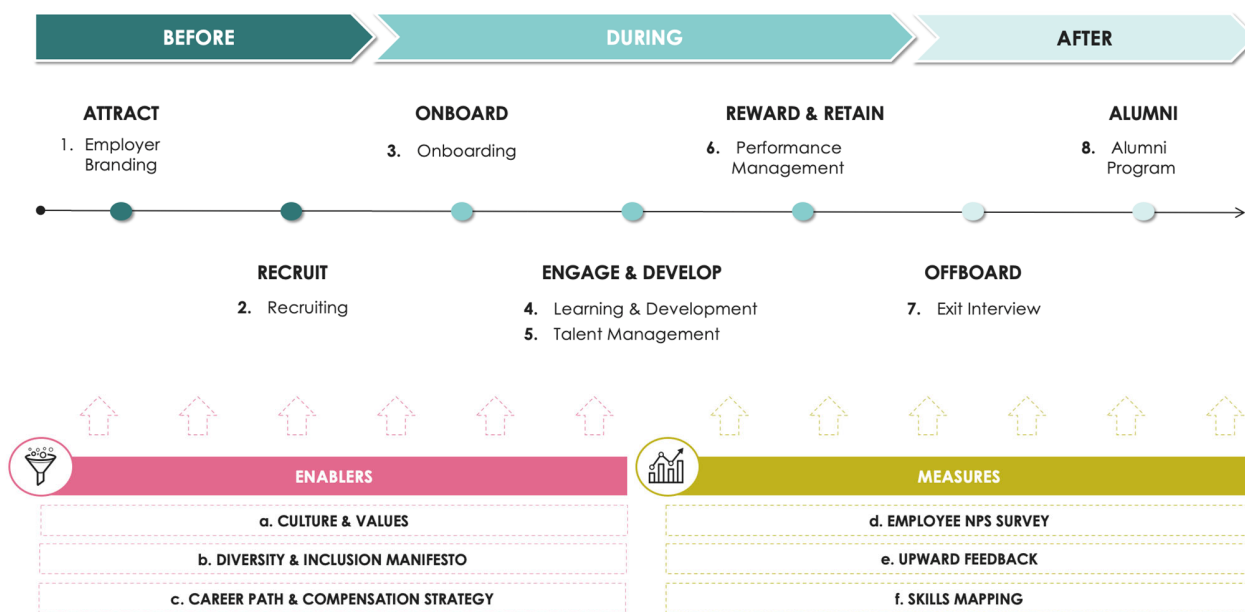 BEFORE
DURING
AFTER
ATTRACT
1. Employer
Branding
ONBOARD
3. Onboarding
REWARD & RETAIN
6. Performance
Management
ALUMNI
8. Alumni
Program
RECRUIT
2. Recruiting
ENGAGE & DEVELOP
4. Learning & Development
5. Talent Management
OFFBOARD
7. Exit Interview
ENABLERS
a. CULTURE & VALUES
b. DIVERSITY & INCLUSION MANIFESTO
c. CAREER PATH & COMPENSATION STRATEGY
MEASURES
d. EMPLOYEE NPS SURVEY
e. UPWARD FEEDBACK
f. SKILLS MAPPING